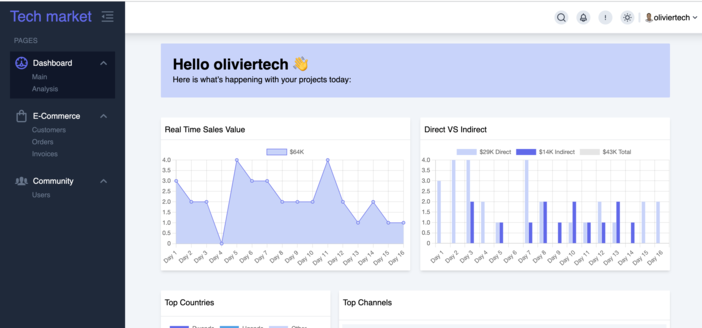 Tech market
oliviertech
PAGES
Dashboard
Main
Analysis
E-Commerce
Customers
Orders
Invoices
Community
Users
Hello oliviertech 👋
Here is what's happening with your projects today:
Real Time Sales Value
$64K
4.0
3.5
3.0
2.5
2.0
1.5
1.0
0.5
0
Day 1 Day 2 Day 3 Day 4 Day 5 Day 6 Day 7 Day 8 Day 9 Day 10 Day 11 Day 12 Day 13 Day 14 Day 15 Day 16
Direct VS Indirect
$29K Direct $14K Indirect $43K Total
4.0
3.5
3.0
2.5
2.0
1.5
1.0
0.5
0
Day 1 Day 2 Day 3 Day 4 Day 5 Day 6 Day 7 Day 8 Day 9 Day 10 Day 11 Day 12 Day 13 Day 14 Day 15 Day 16
Top Countries
Top Channels